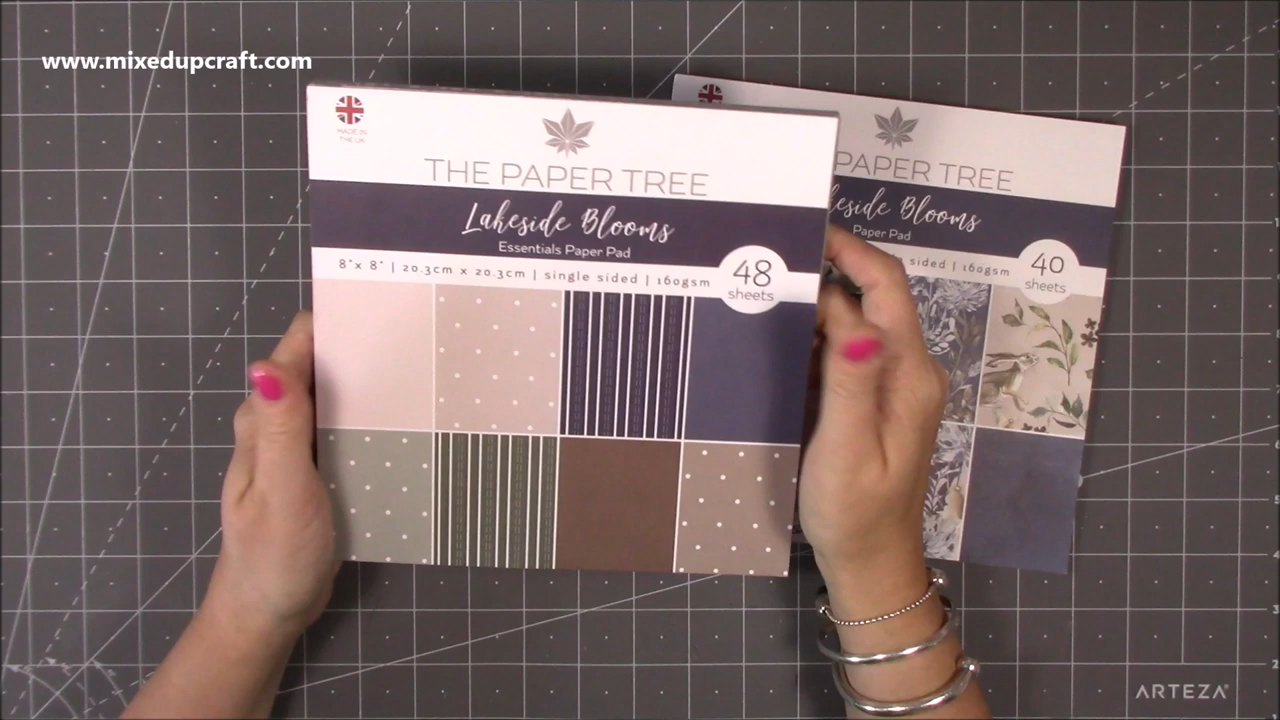 www.mixedupcraft.com
MADE IN
THE UK
THE PAPER TREE
Lakeside Blooms
Essentials Paper Pad
8"x 8" | 20.3cm x 20.3cm | single sided | 160gsm
48
sheets
PAPER TREE
Blooms
Paper Pad
sided | 160gsm
40
sheets
ARTEZA
2